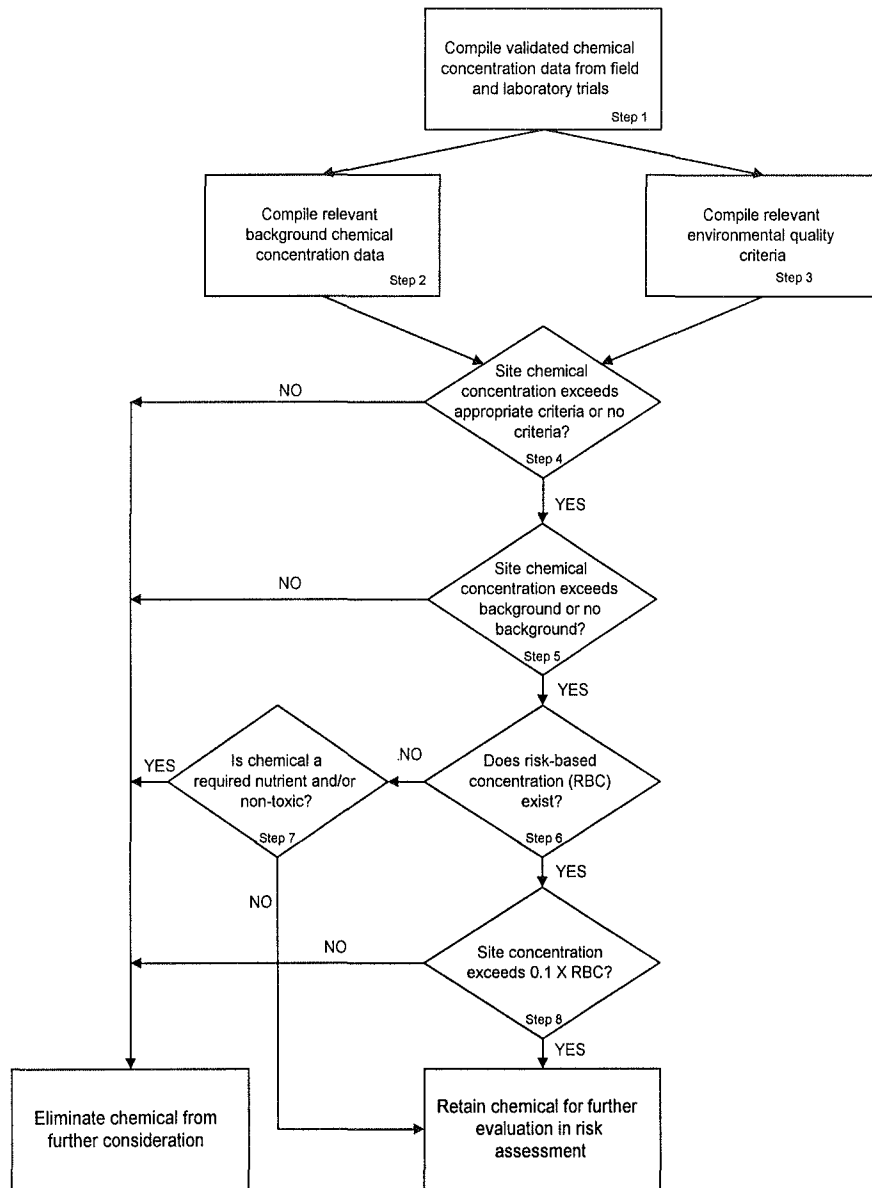 Compile validated chemical
concentration data from field
and laboratory trials
Step 1
Compile relevant
background chemical
concentration data
Step 2
Compile relevant
environmental quality
criteria
Step 3
Site chemical
concentration exceeds
appropriate criteria or no
criteria?
Step 4
NO
YES
Site chemical
concentration exceeds
background or no
background?
Step 5
NO
YES
Does risk-based
concentration (RBC)
exist?
Step 6
.NO
YES
Is chemical a
required nutrient and/or
non-toxic?
Step 7
YES
NO
Site concentration
exceeds 0.1 X RBC?
Step 8
NO
YES
Eliminate chemical from
further consideration
Retain chemical for further
evaluation in risk
assessment